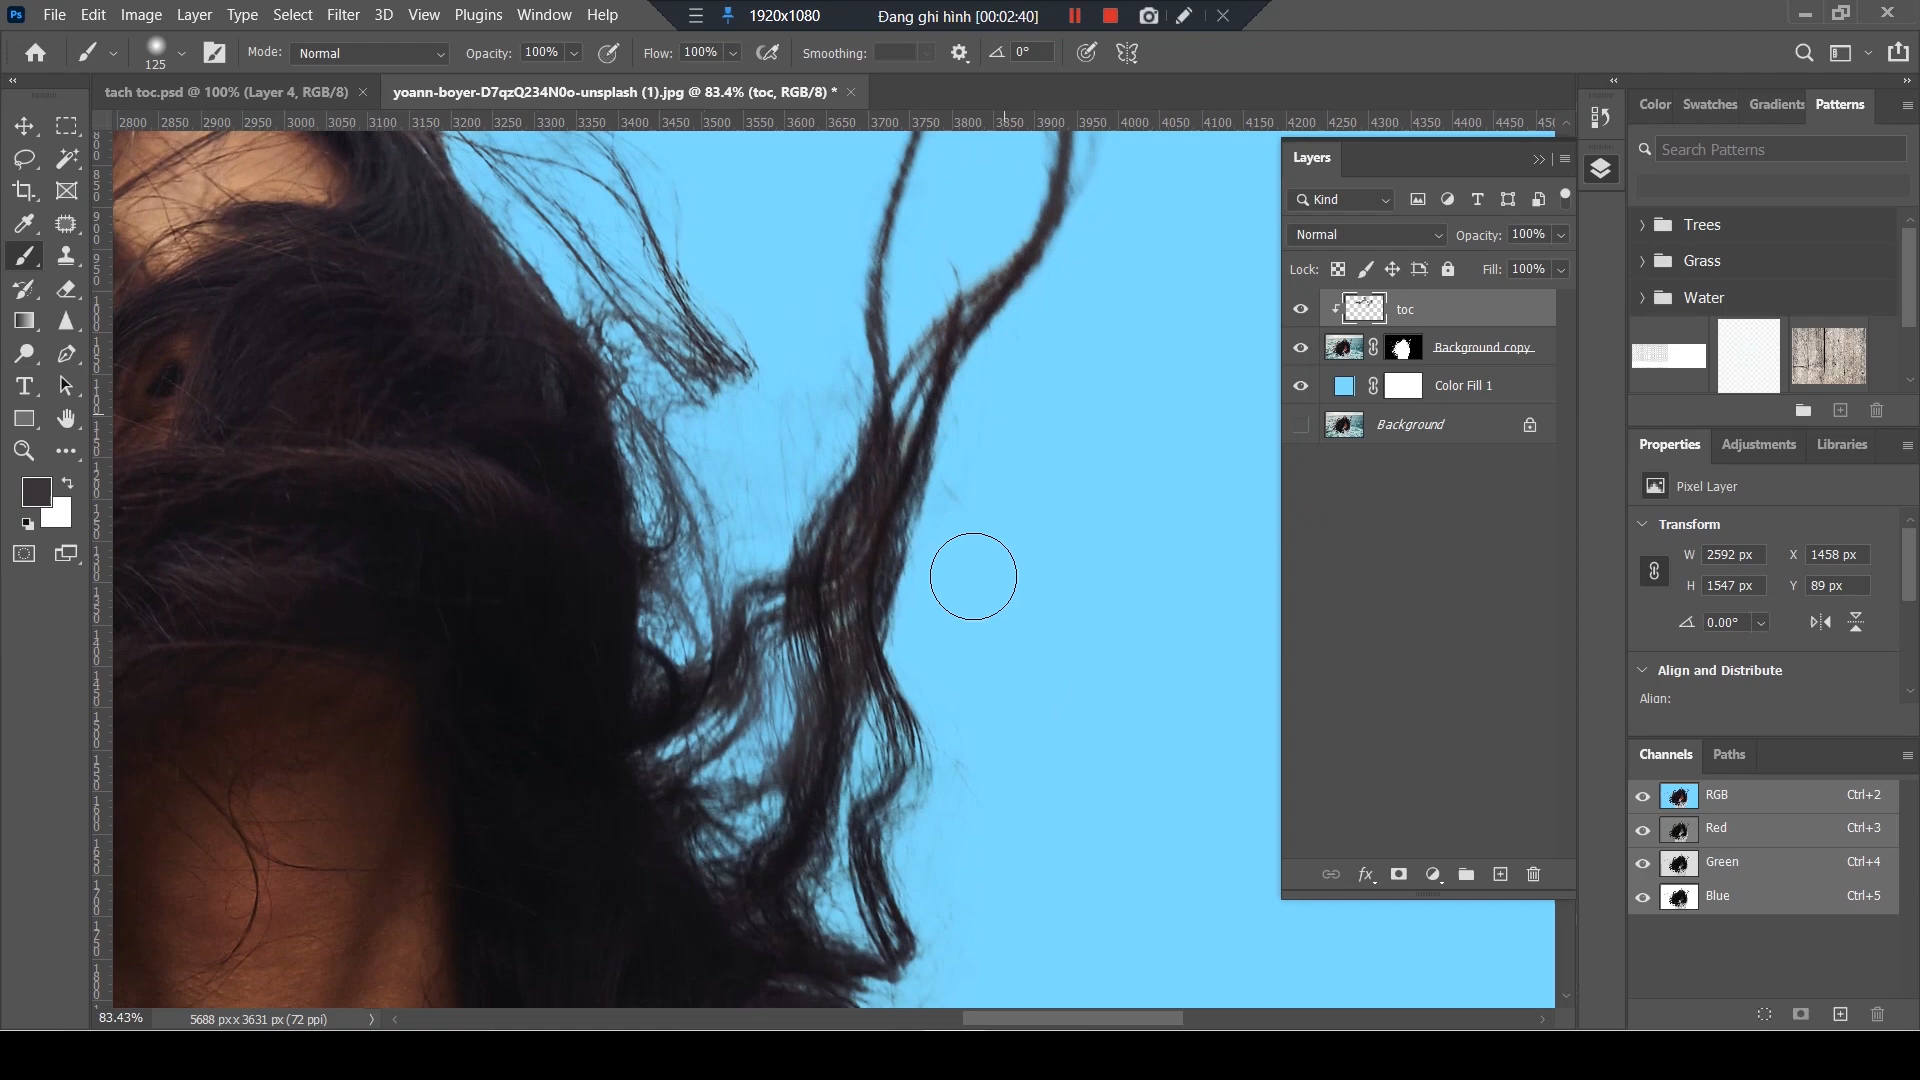 Ps File Edit Image Layer Type Select Filter 3D View Plugins Window Help
1920x1080 Đang ghi hình [00:02:40]
125 Mode: Normal Opacity: 100% Flow: 100% Smoothing: 0°
tach toc.psd @ 100% (Layer 4, RGB/8)
yoann-boyer-D7qzQ234N0o-unsplash (1).jpg @ 83.4% (toc, RGB/8) *
2800 2850 2900 2950 3000 3050 3100 3150 3200 3250 3300 3350 3400 3450 3500 3550 3600 3650 3700 3750 3800 3850 3900 3950 4000 4050 4100 4150 4200 4250 4300 4350 4400 4450
Layers
Kind
Normal Opacity: 100%
Lock: Fill: 100%
toc
Background copy
Color Fill 1
Background
fx
Color Swatches Gradients Patterns
Search Patterns
Trees
Grass
Water
Properties Adjustments Libraries
Pixel Layer
Transform
W 2592 px X 1458 px
H 1547 px Y 89 px
0.00°
Align and Distribute
Align:
Channels Paths
RGB Ctrl+2
Red Ctrl+3
Green Ctrl+4
Blue Ctrl+5
83.43% 5688 px x 3631 px (72 ppi)